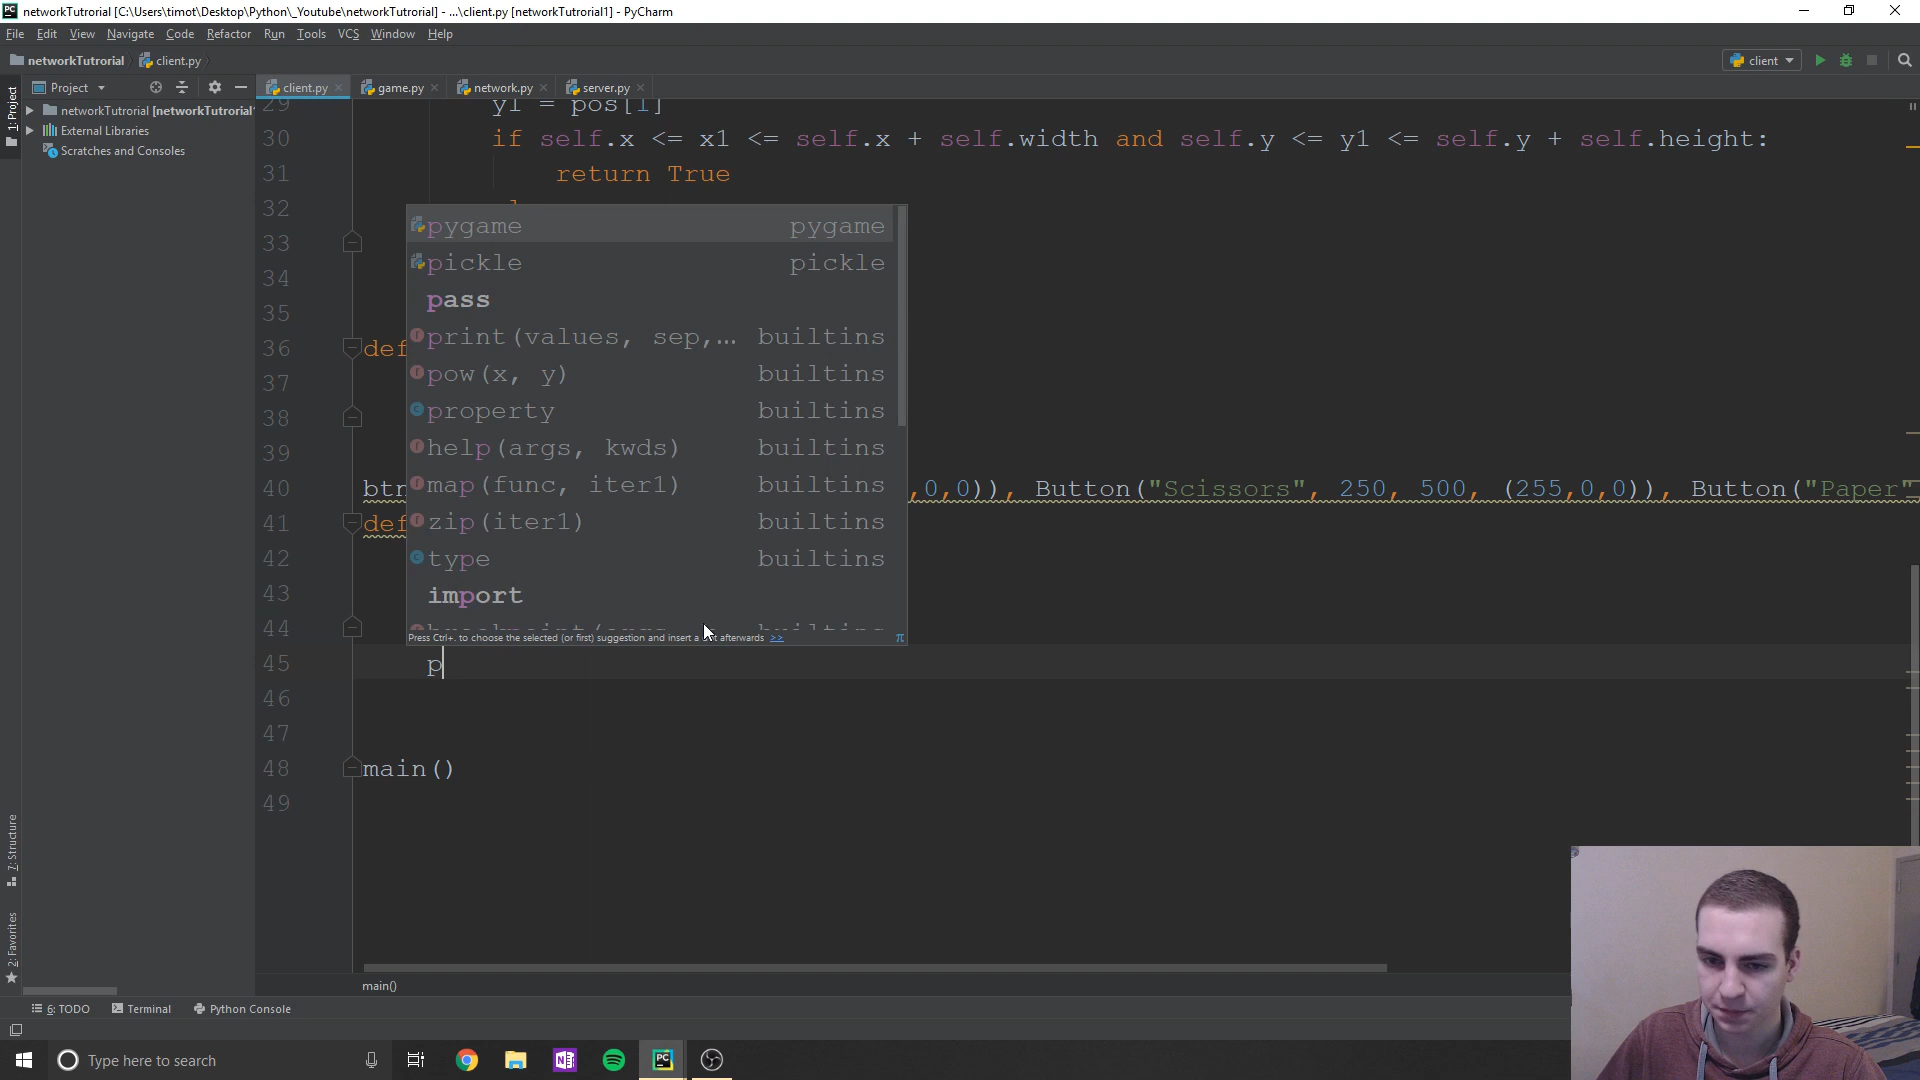 networkTutorial [C:\Users\timot\Desktop\Python\_Youtube\networkTutorial] - ...\client.py [networkTutorial1] - PyCharm
File Edit View Navigate Code Refactor Run Tools VCS Window Help
networkTutrorial client.py client
1: Project Project client.py game.py network.py server.py
networkTutrorial [networkTutorial
External Libraries
Scratches and Consoles
29 y1 = pos[1]
30 if self.x <= x1 <= self.x + self.width and self.y <= y1 <= self.y + self.height:
31 return True
32
33
34
35
36 def
37
38
39
40 btn ,0,0)), Button("Scissors", 250, 500, (255,0,0)), Button("Paper",
41 def
42
43
44
45 p
46
47
48 main()
49
pygame pygame
pickle pickle
pass
print(values, sep,... builtins
pow(x, y) builtins
property builtins
help(args, kwds) builtins
map(func, iter1) builtins
zip(iter1) builtins
type builtins
import
Press Ctrl+. to choose the selected (or first) suggestion and insert a dot afterwards >> π
7: Structure
2: Favorites
main()
6: TODO Terminal Python Console
Type here to search